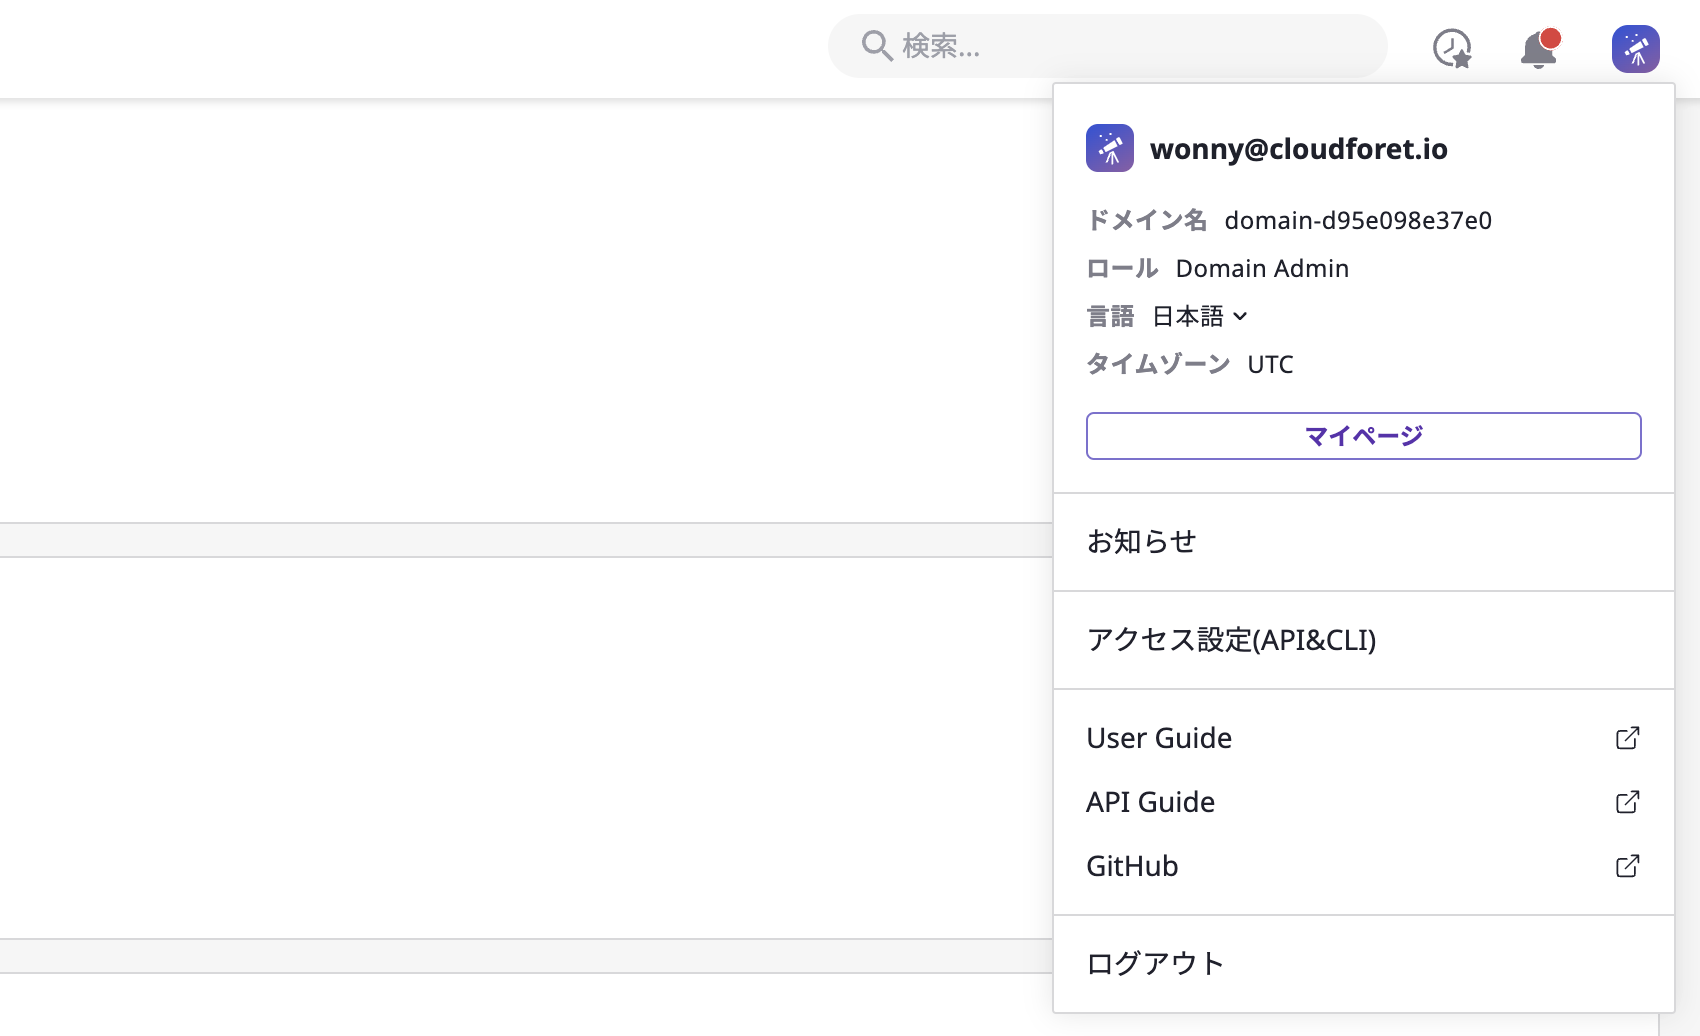 検索...
wonny@cloudforet.io
ドメイン名 domain-d95e098e37e0
ロール Domain Admin
言語 日本語
タイムゾーン UTC
マイページ
お知らせ
アクセス設定(API&CLI)
User Guide
API Guide
GitHub
ログアウト